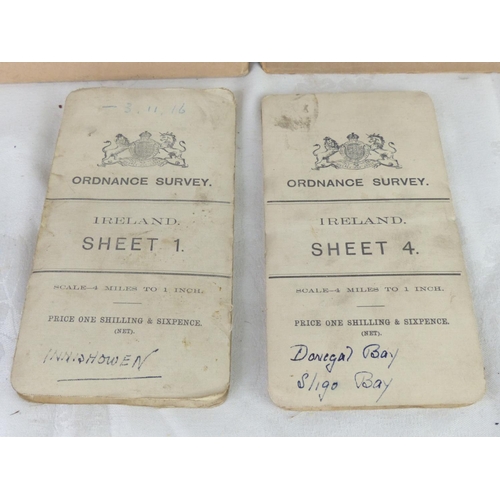 — 3.11.16
ORDNANCE SURVEY.
IRELAND.
SHEET 1.
SCALE—4 MILES TO 1 INCH.
PRICE ONE SHILLING & SIXPENCE.
(NET).
INNISHOWEN
ORDNANCE SURVEY.
IRELAND.
SHEET 4.
SCALE—4 MILES TO 1 INCH.
PRICE ONE SHILLING & SIXPENCE.
(NET).
Donegal Bay
Sligo Bay